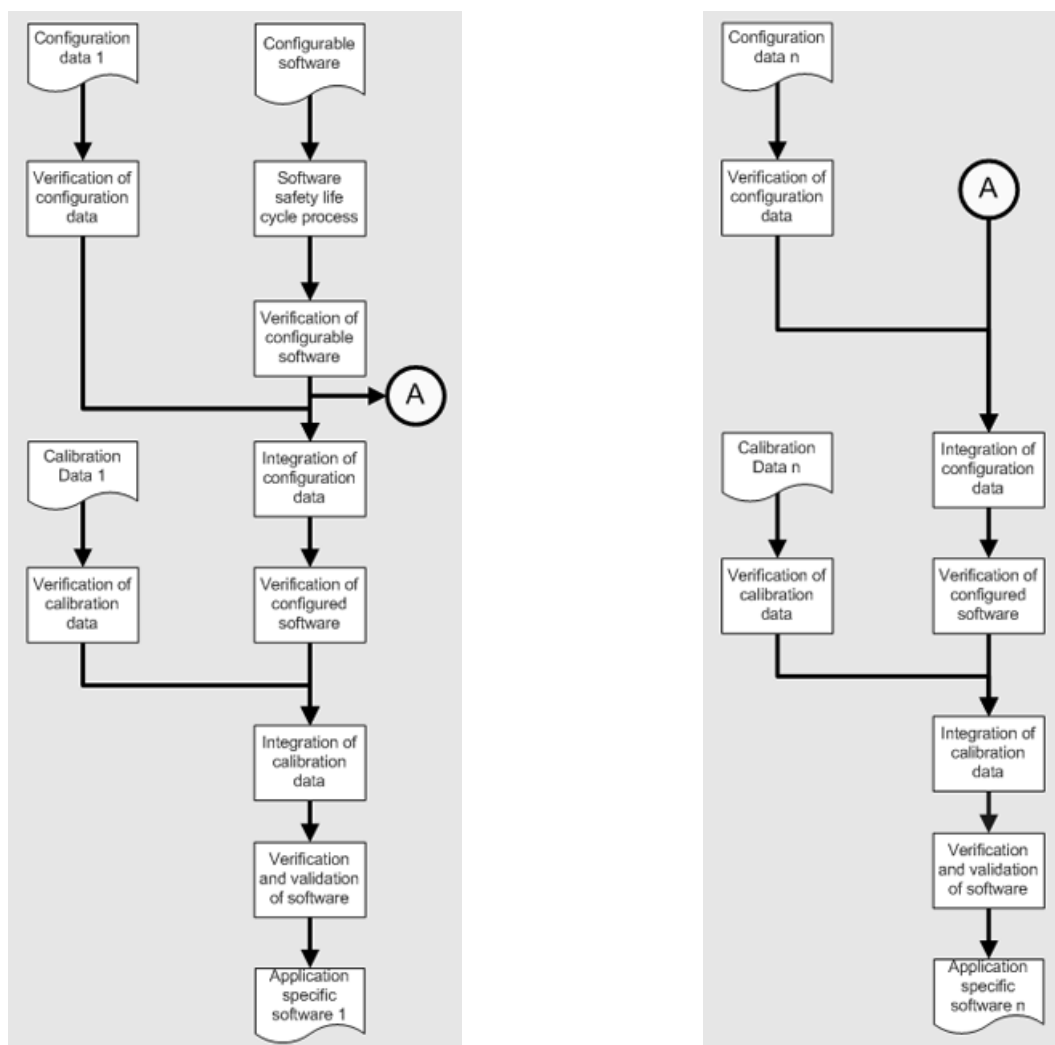 Configuration
data 1
Configurable
software
Verification of
configuration
data
Software
safety life
cycle process
Verification of
configurable
software
A
Calibration
Data 1
Integration of
configuration
data
Verification of
calibration
data
Verification of
configured
software
Integration of
calibration
data
Verification
and validation
of software
Application
specific
software 1
Configuration
data n
Verification of
configuration
data
A
Calibration
Data n
Integration of
configuration
data
Verification of
calibration
data
Verification of
configured
software
Integration of
calibration
data
Verification
and validation
of software
Application
specific
software n